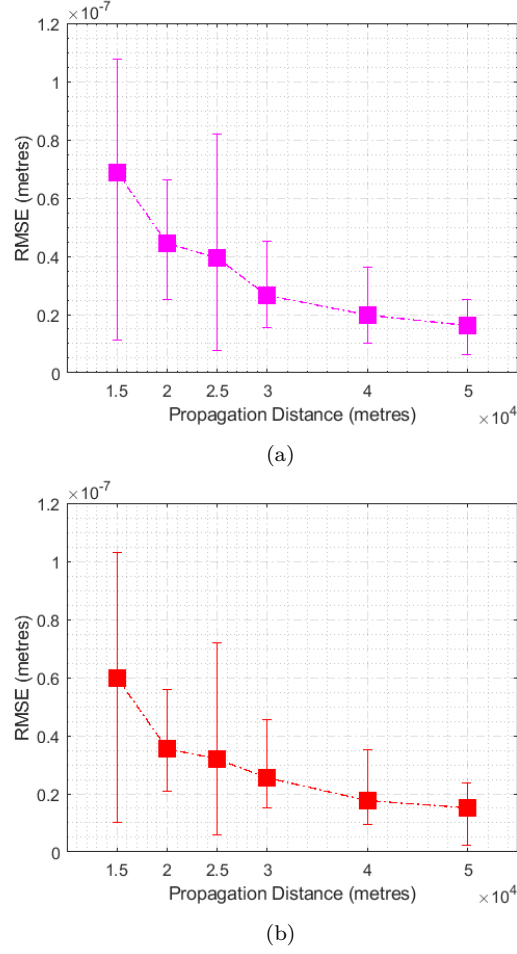 ×10⁻⁷
1.2
1
0.8
0.6
0.4
0.2
0
RMSE (metres)
1.5 2 2.5 3 4 5
Propagation Distance (metres)
×10⁴
(a)
×10⁻⁷
1.2
1
0.8
0.6
0.4
0.2
0
RMSE (metres)
1.5 2 2.5 3 4 5
Propagation Distance (metres)
×10⁴
(b)